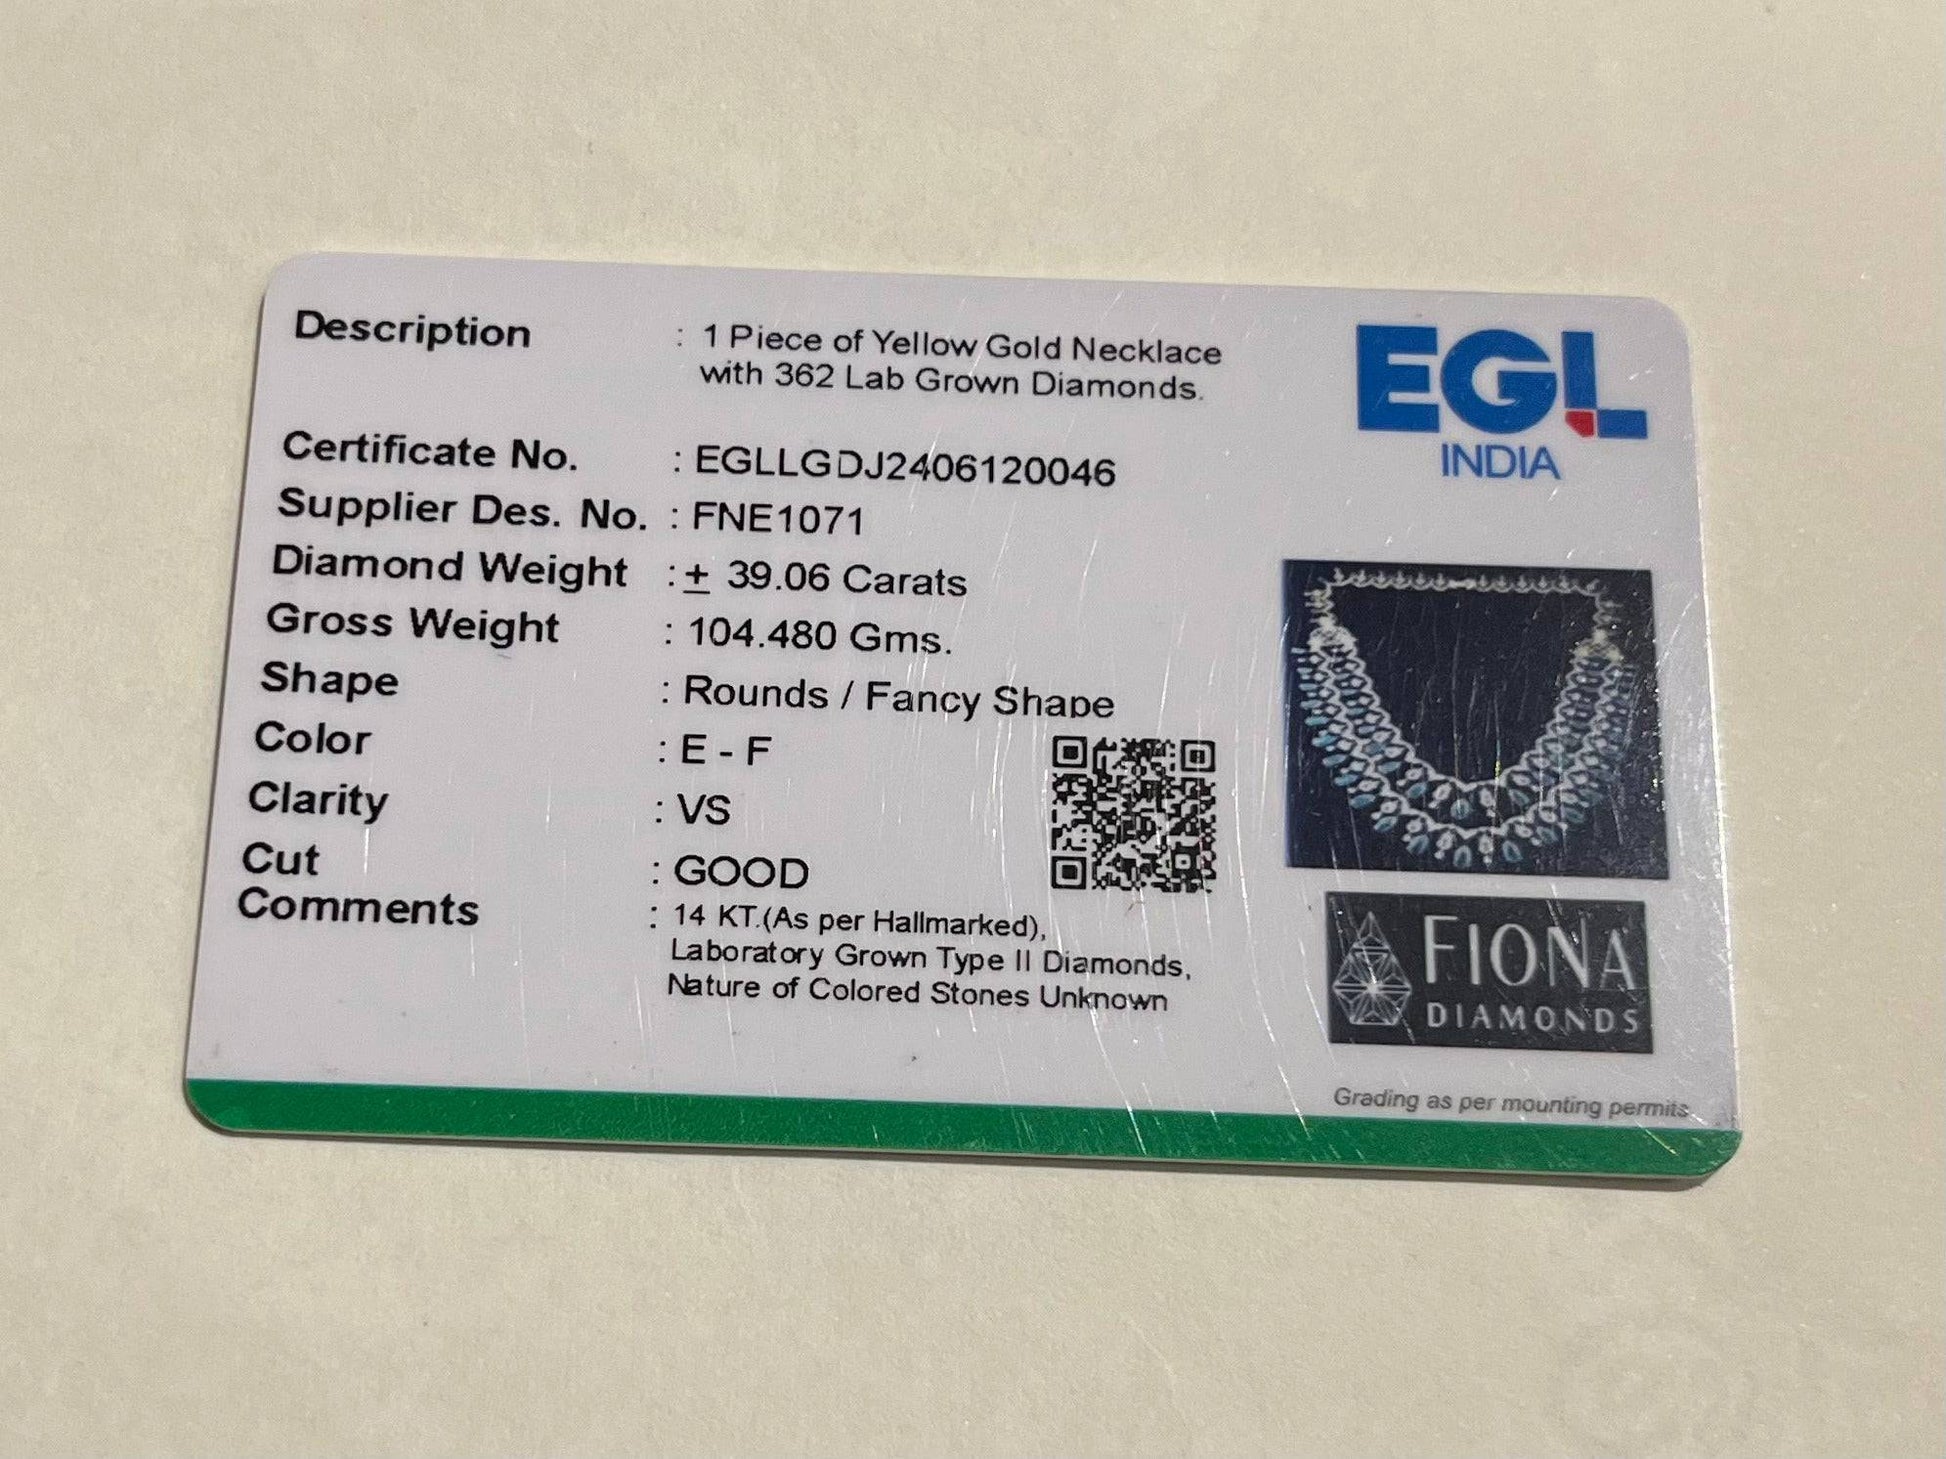 Description : 1 Piece of Yellow Gold Necklace
with 362 Lab Grown Diamonds.
Certificate No. : EGLLGDJ2406120046
Supplier Des. No. : FNE1071
Diamond Weight : ± 39.06 Carats
Gross Weight : 104.480 Gms.
Shape : Rounds / Fancy Shape
Color : E - F
Clarity : VS
Cut : GOOD
Comments : 14 KT.(As per Hallmarked),
Laboratory Grown Type II Diamonds,
Nature of Colored Stones Unknown
EGL
INDIA
FIONA
DIAMONDS
Grading as per mounting permits